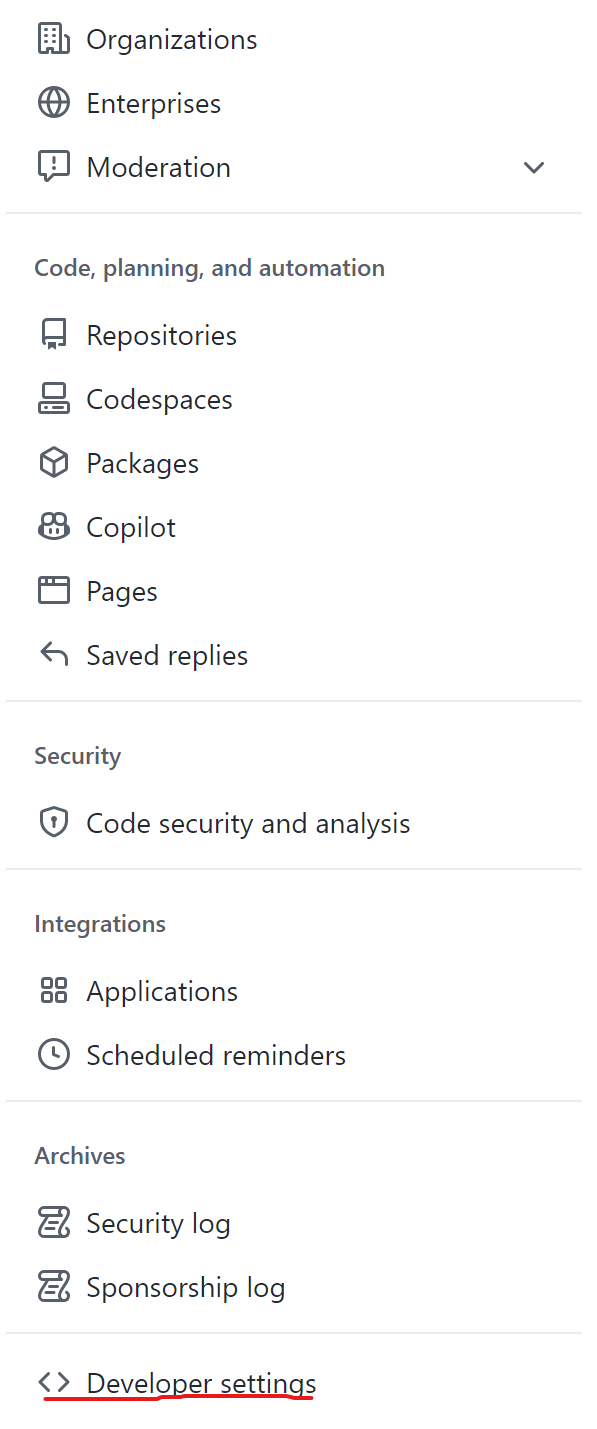 Organizations
Enterprises
Moderation
Code, planning, and automation
Repositories
Codespaces
Packages
Copilot
Pages
Saved replies
Security
Code security and analysis
Integrations
Applications
Scheduled reminders
Archives
Security log
Sponsorship log
Developer settings